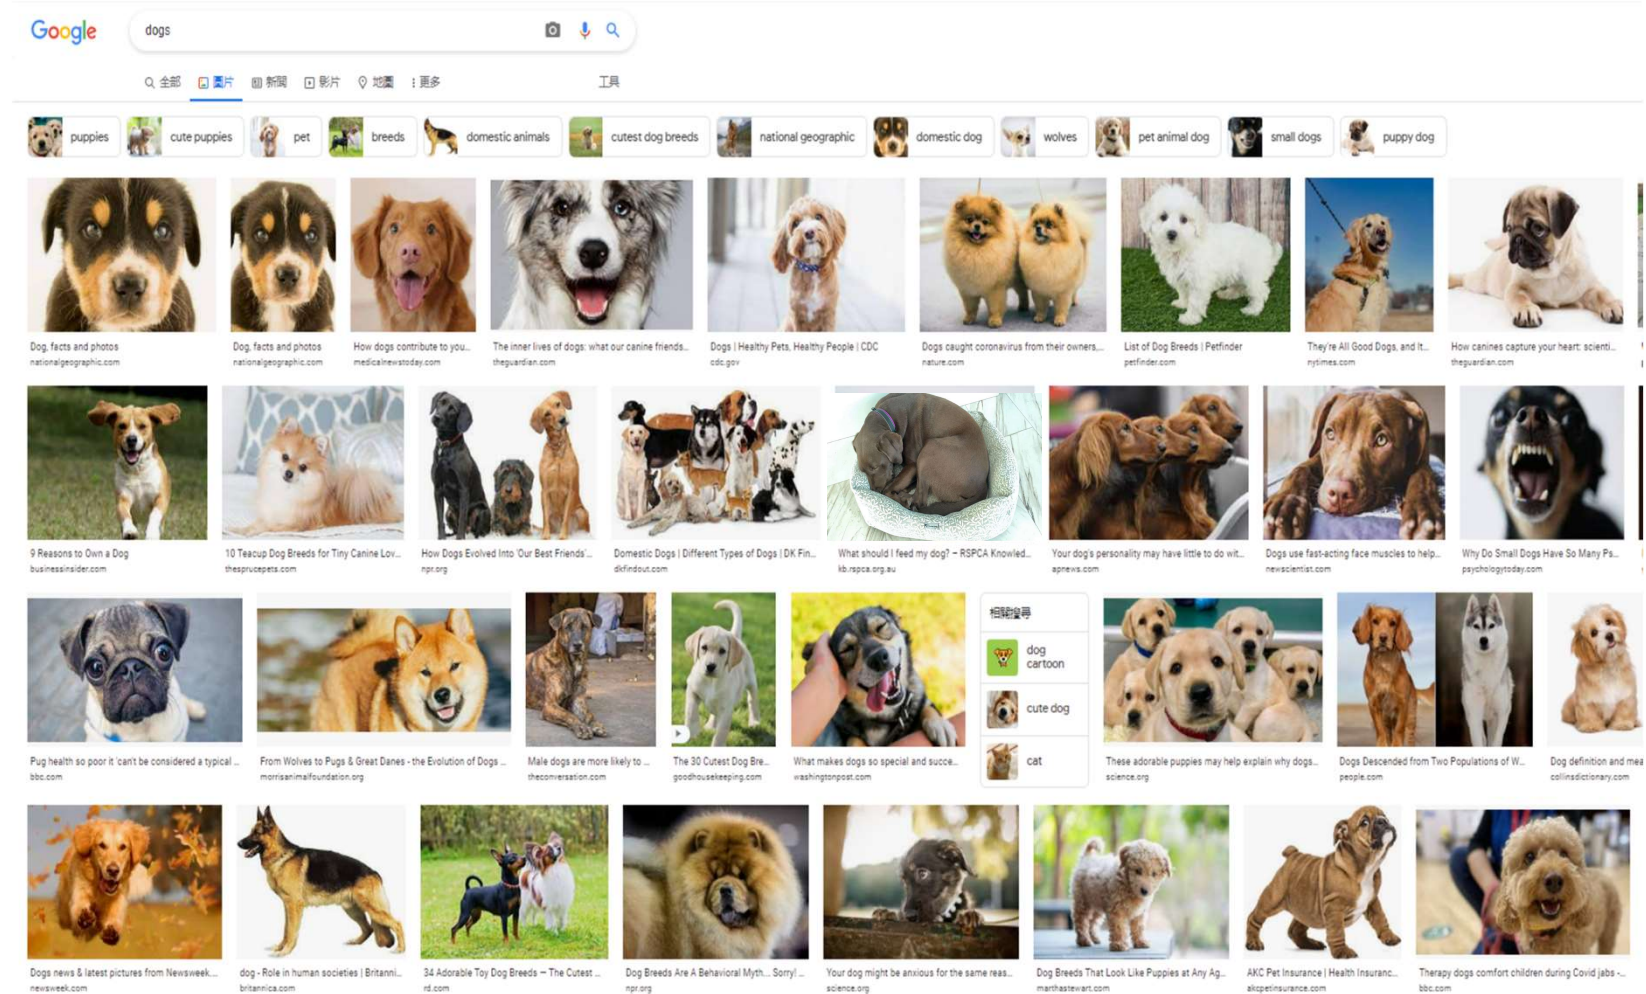 Google
dogs
全部 圖片 新聞 影片 地圖 更多 工具
puppies cute puppies pet breeds domestic animals cutest dog breeds national geographic domestic dog wolves pet animal dog small dogs puppy dog
Dog, facts and photos
nationalgeographic.com
Dog, facts and photos
nationalgeographic.com
How dogs contribute to you...
medicalnewstoday.com
The inner lives of dogs: what our canine friends...
theguardian.com
Dogs | Healthy Pets, Healthy People | CDC
cdc.gov
Dogs caught coronavirus from their owners,...
nature.com
List of Dog Breeds | Petfinder
petfinder.com
They're All Good Dogs, and It...
nytimes.com
How canines capture your heart: scienti...
theguardian.com
9 Reasons to Own a Dog
businessinsider.com
10 Teacup Dog Breeds for Tiny Canine Lov...
thesprucepets.com
How Dogs Evolved Into 'Our Best Friends'...
npr.org
Domestic Dogs | Different Types of Dogs | DK Fin...
dkfindout.com
What should I feed my dog? – RSPCA Knowled...
kb.rspca.org.au
Your dog's personality may have little to do wit...
apnews.com
Dogs use fast-acting face muscles to help...
newscientist.com
Why Do Small Dogs Have So Many Ps...
psychologytoday.com
Pug health so poor it 'can't be considered a typical ...
bbc.com
From Wolves to Pugs & Great Danes - the Evolution of Dogs ...
morrisanimalfoundation.org
Male dogs are more likely to ...
theconversation.com
The 30 Cutest Dog Bre...
goodhousekeeping.com
What makes dogs so special and succe...
washingtonpost.com
相關搜尋
dog
cartoon
cute dog
cat
These adorable puppies may help explain why dogs...
science.org
Dogs Descended from Two Populations of W...
people.com
Dog definition and mea
collinsdictionary.com
Dogs news & latest pictures from Newsweek....
newsweek.com
dog - Role in human societies | Britanni...
britannica.com
34 Adorable Toy Dog Breeds — The Cutest ...
rd.com
Dog Breeds Are A Behavioral Myth... Sorry! ...
npr.org
Your dog might be anxious for the same reas...
science.org
Dog Breeds That Look Like Puppies at Any Ag...
marthastewart.com
AKC Pet Insurance | Health Insuranc...
akcpetinsurance.com
Therapy dogs comfort children during Covid jabs -...
bbc.com